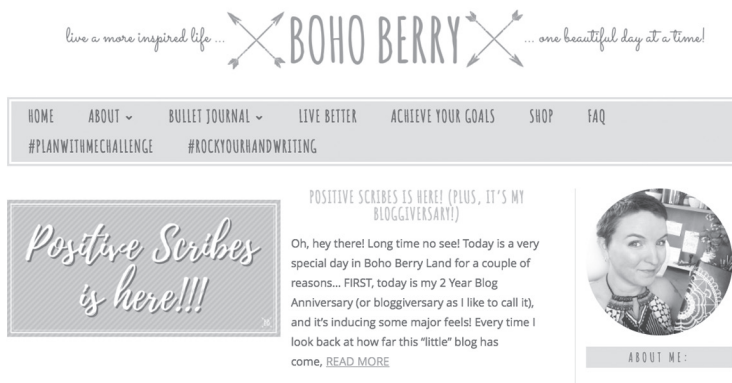 live a more inspired life ... BOHO BERRY ... one beautiful day at a time!
HOME ABOUT BULLET JOURNAL LIVE BETTER ACHIEVE YOUR GOALS SHOP FAQ
#PLANWITHMECHALLENGE #ROCKYOURHANDWRITING
Positive Scribes
is here!!!
POSITIVE SCRIBES IS HERE! (PLUS, IT'S MY
BLOGGIVERSARY!)
Oh, hey there! Long time no see! Today is a very
special day in Boho Berry Land for a couple of
reasons... FIRST, today is my 2 Year Blog
Anniversary (or bloggiversary as I like to call it),
and it's inducing some major feels! Every time I
look back at how far this “little” blog has
come, READ MORE
ABOUT ME: